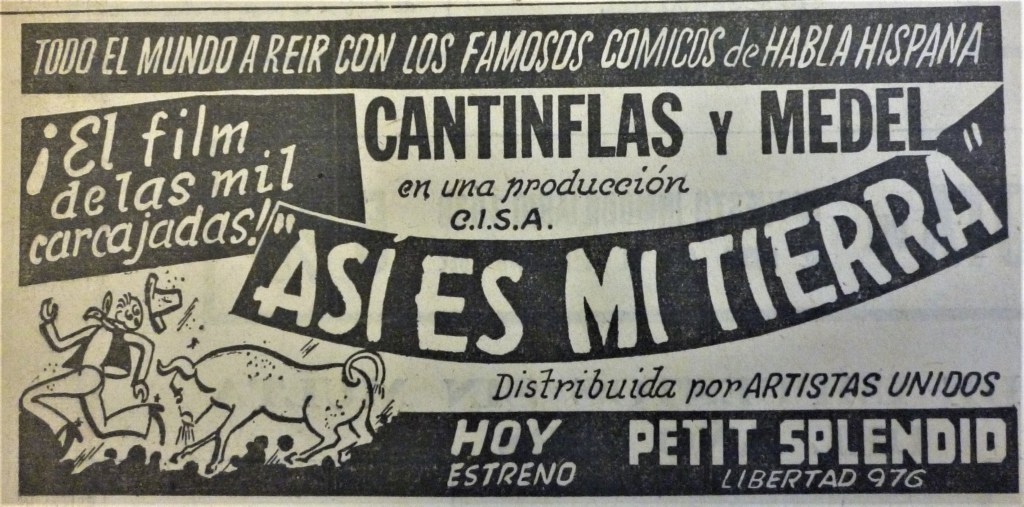 TODO EL MUNDO A REIR CON LOS FAMOSOS COMICOS de HABLA HISPANA
¡El film
de las mil
carcajadas!
CANTINFLAS Y MEDEL
en una producción
C.I.S.A.
"ASÍ ES MI TIERRA"
Distribuida por ARTISTAS UNIDOS
HOY
ESTRENO
PETIT SPLENDID
LIBERTAD 976